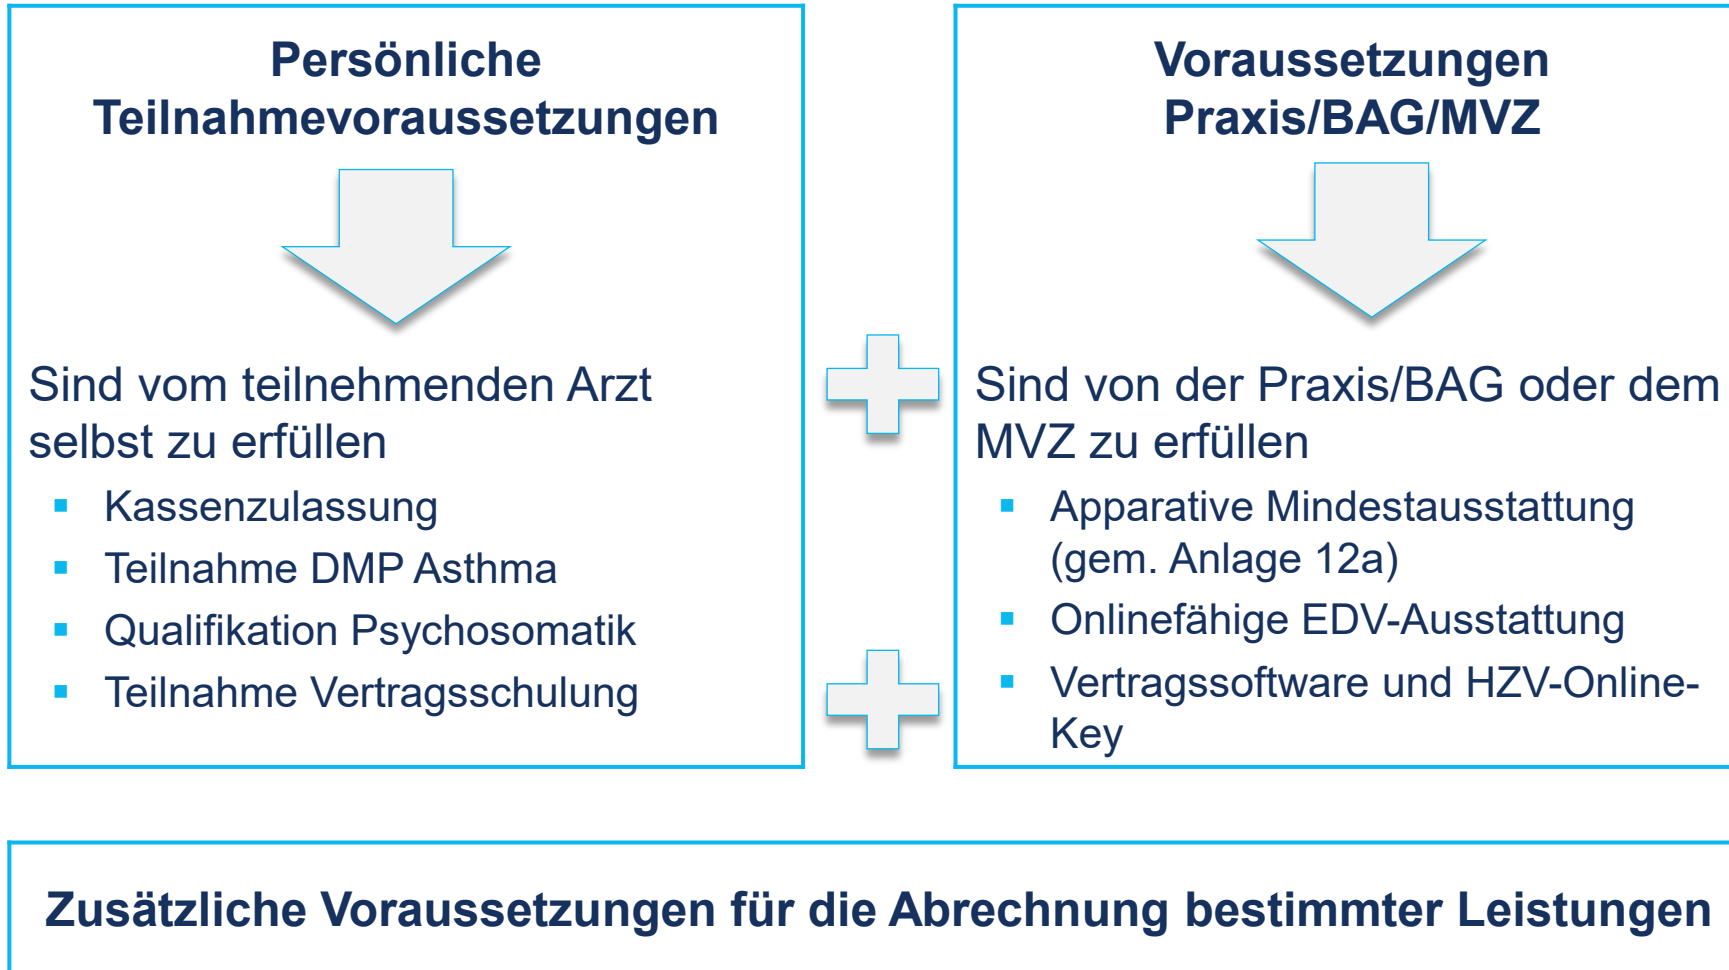 Persönliche
Teilnahmevoraussetzungen
Sind vom teilnehmenden Arzt
selbst zu erfüllen
Kassenzulassung
Teilnahme DMP Asthma
Qualifikation Psychosomatik
Teilnahme Vertragsschulung
Voraussetzungen
Praxis/BAG/MVZ
Sind von der Praxis/BAG oder dem
MVZ zu erfüllen
Apparative Mindestausstattung
(gem. Anlage 12a)
Onlinefähige EDV-Ausstattung
Vertragssoftware und HZV-Online-
Key
Zusätzliche Voraussetzungen für die Abrechnung bestimmter Leistungen